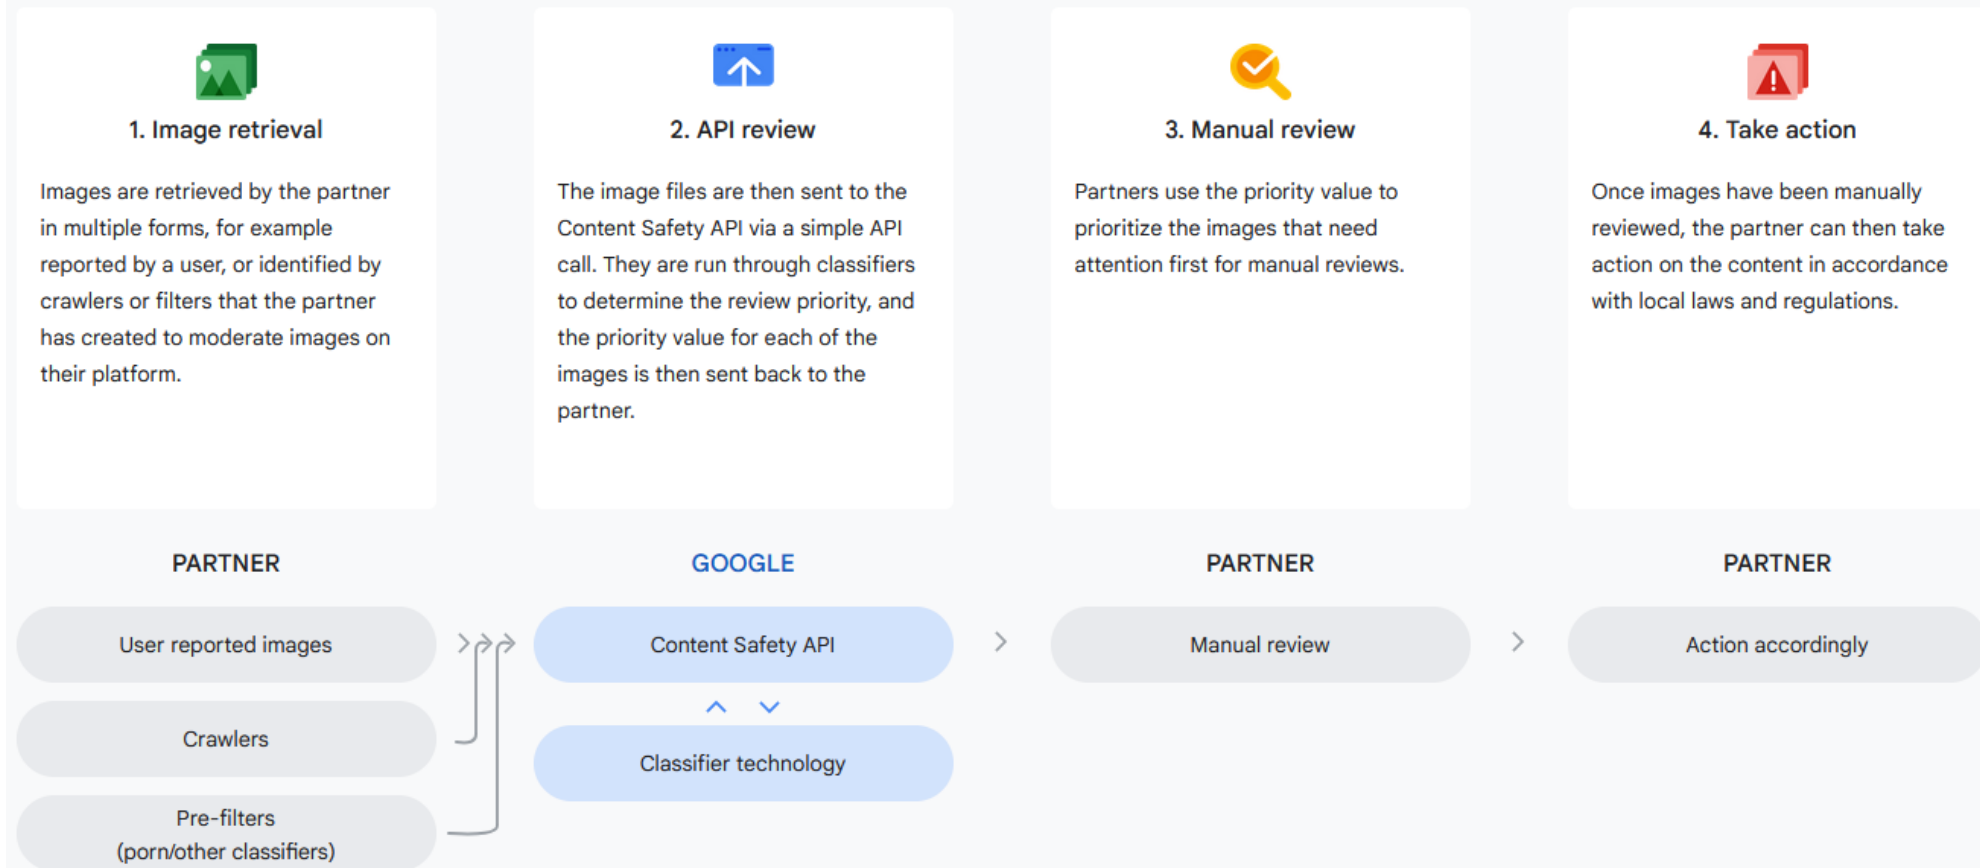 1. Image retrieval
Images are retrieved by the partner
in multiple forms, for example
reported by a user, or identified by
crawlers or filters that the partner
has created to moderate images on
their platform.
2. API review
The image files are then sent to the
Content Safety API via a simple API
call. They are run through classifiers
to determine the review priority, and
the priority value for each of the
images is then sent back to the
partner.
3. Manual review
Partners use the priority value to
prioritize the images that need
attention first for manual reviews.
4. Take action
Once images have been manually
reviewed, the partner can then take
action on the content in accordance
with local laws and regulations.
PARTNER
User reported images
Crawlers
Pre-filters
(porn/other classifiers)
GOOGLE
Content Safety API
Classifier technology
PARTNER
Manual review
PARTNER
Action accordingly